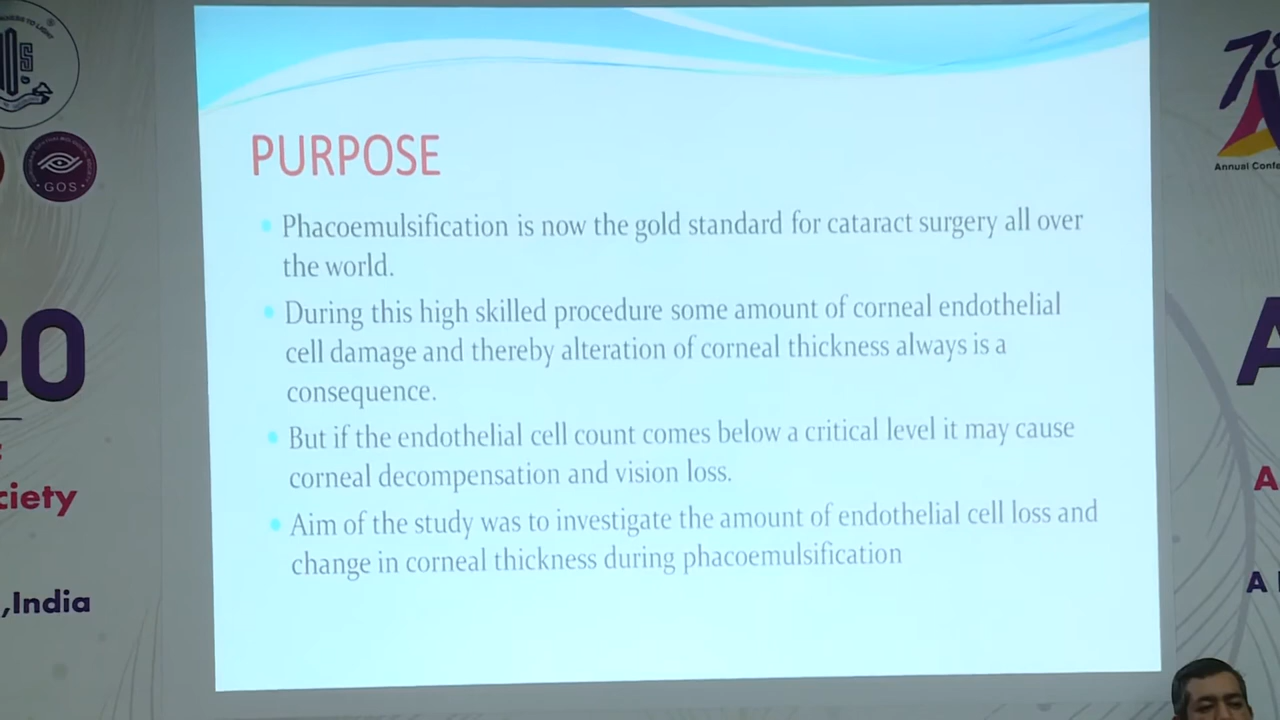 PURPOSE
Phacoemulsification is now the gold standard for cataract surgery all over
the world.
During this high skilled procedure some amount of corneal endothelial
cell damage and thereby alteration of corneal thickness always is a
consequence.
But if the endothelial cell count comes below a critical level it may cause
corneal decompensation and vision loss.
Aim of the study was to investigate the amount of endothelial cell loss and
change in corneal thickness during phacoemulsification
GOS
20
ciety
,India
78
Annual Confe
A
A
A